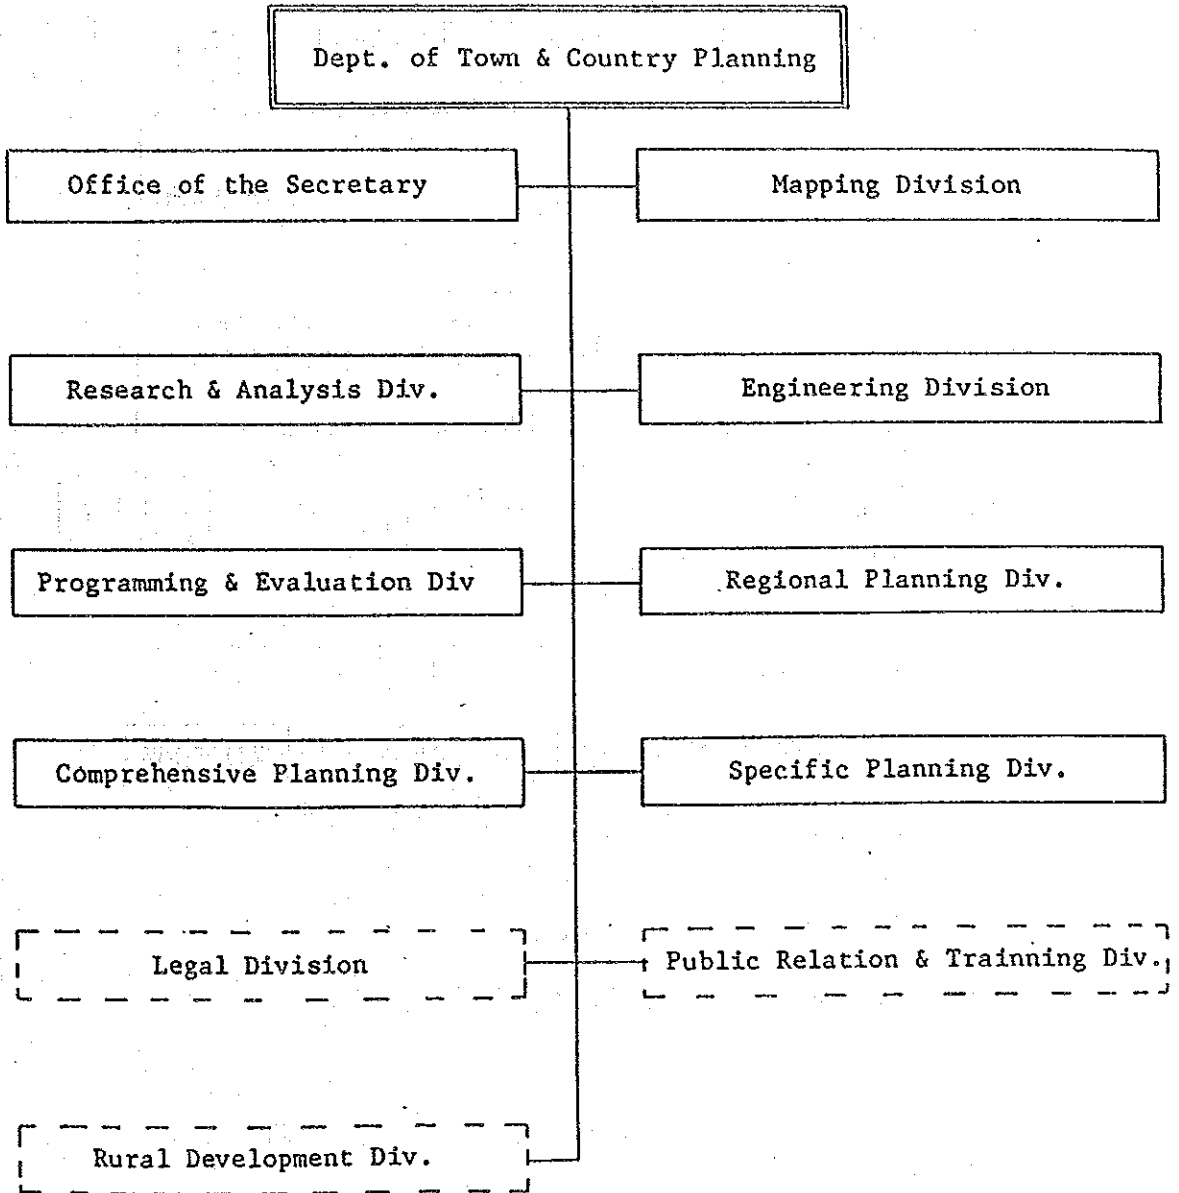 Dept. of Town & Country Planning
Office of the Secretary
Mapping Division
Research & Analysis Div.
Engineering Division
Programming & Evaluation Div
Regional Planning Div.
Comprehensive Planning Div.
Specific Planning Div.
Legal Division
Public Relation & Trainning Div.
Rural Development Div.